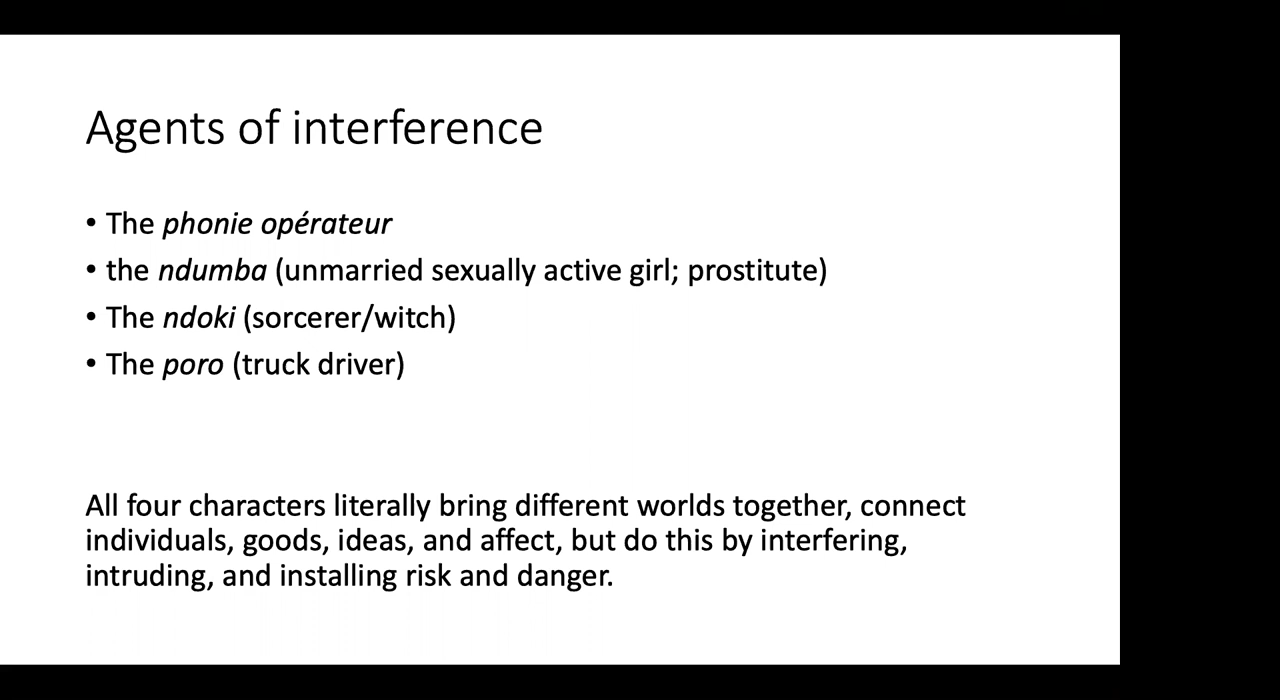 Agents of interference
• The phonie opérateur
• the ndumba (unmarried sexually active girl; prostitute)
• The ndoki (sorcerer/witch)
• The poro (truck driver)
All four characters literally bring different worlds together, connect
individuals, goods, ideas, and affect, but do this by interfering,
intruding, and installing risk and danger.